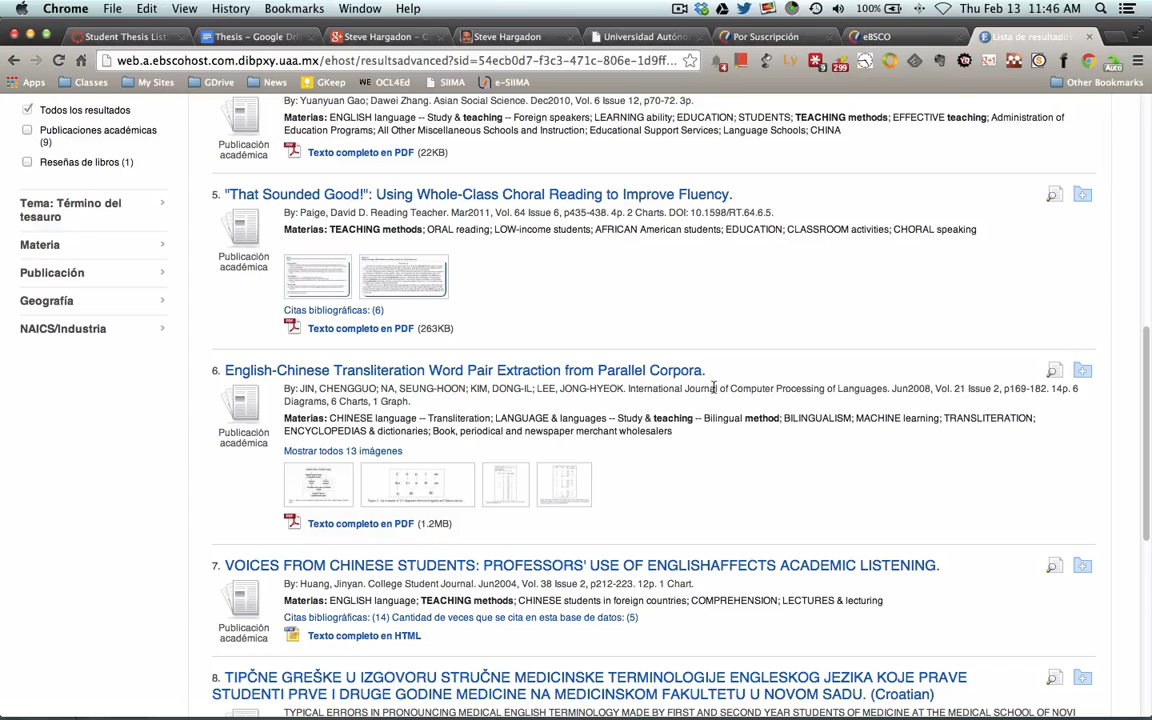 Chrome File Edit View History Bookmarks Window Help 100% Thu Feb 13 11:46 AM
Student Thesis List Thesis – Google Dri Steve Hargadon - G Steve Hargadon Universidad Autóno Por Suscripción eBSCO Lista de resultados
web.a.ebscohost.com.dibpxy.uaa.mx/ehost/resultsadvanced?sid=54ecb0d7-f3c3-471c-806e-1d9ff...
Apps Classes My Sites GDrive News GKeep OCL4Ed SIIMA e-SIIMA Other Bookmarks
Todos los resultados
Publicaciones académicas
(9)
Reseñas de libros (1)
Tema: Término del
tesauro
Materia
Publicación
Geografía
NAICS/Industria
By: Yuanyuan Gao; Dawei Zhang. Asian Social Science. Dec2010, Vol. 6 Issue 12, p70-72. 3p.
Materias: ENGLISH language -- Study & teaching -- Foreign speakers; LEARNING ability; EDUCATION; STUDENTS; TEACHING methods; EFFECTIVE teaching; Administration of
Education Programs; All Other Miscellaneous Schools and Instruction; Educational Support Services; Language Schools; CHINA
Publicación
académica
Texto completo en PDF (22KB)
5. "That Sounded Good!": Using Whole-Class Choral Reading to Improve Fluency.
By: Paige, David D. Reading Teacher. Mar2011, Vol. 64 Issue 6, p435-438. 4p. 2 Charts. DOI: 10.1598/RT.64.6.5.
Materias: TEACHING methods; ORAL reading; LOW-income students; AFRICAN American students; EDUCATION; CLASSROOM activities; CHORAL speaking
Publicación
académica
Citas bibliográficas: (6)
Texto completo en PDF (263KB)
6. English-Chinese Transliteration Word Pair Extraction from Parallel Corpora.
By: JIN, CHENGGUO; NA, SEUNG-HOON; KIM, DONG-IL; LEE, JONG-HYEOK. International Journal of Computer Processing of Languages. Jun2008, Vol. 21 Issue 2, p169-182. 14p. 6
Diagrams, 6 Charts, 1 Graph.
Materias: CHINESE language -- Transliteration; LANGUAGE & languages -- Study & teaching -- Bilingual method; BILINGUALISM; MACHINE learning; TRANSLITERATION;
ENCYCLOPEDIAS & dictionaries; Book, periodical and newspaper merchant wholesalers
Publicación
académica
Mostrar todos 13 imágenes
Texto completo en PDF (1.2MB)
7. VOICES FROM CHINESE STUDENTS: PROFESSORS' USE OF ENGLISHAFFECTS ACADEMIC LISTENING.
By: Huang, Jinyan. College Student Journal. Jun2004, Vol. 38 Issue 2, p212-223. 12p. 1 Chart.
Materias: ENGLISH language; TEACHING methods; CHINESE students in foreign countries; COMPREHENSION; LECTURES & lecturing
Citas bibliográficas: (14) Cantidad de veces que se cita en esta base de datos: (5)
Publicación
académica
Texto completo en HTML
8. TIPČNE GREŠKE U IZGOVORU STRUČNE MEDICINSKE TERMINOLOGIJE ENGLESKOG JEZIKA KOJE PRAVE
STUDENTI PRVE I DRUGE GODINE MEDICINE NA MEDICINSKOM FAKULTETU U NOVOM SADU. (Croatian)
TYPICAL ERRORS IN PRONOUNCING MEDICAL ENGLISH TERMINOLOGY MADE BY FIRST AND SECOND YEAR STUDENTS OF MEDICINE AT THE MEDICAL SCHOOL OF NOVI